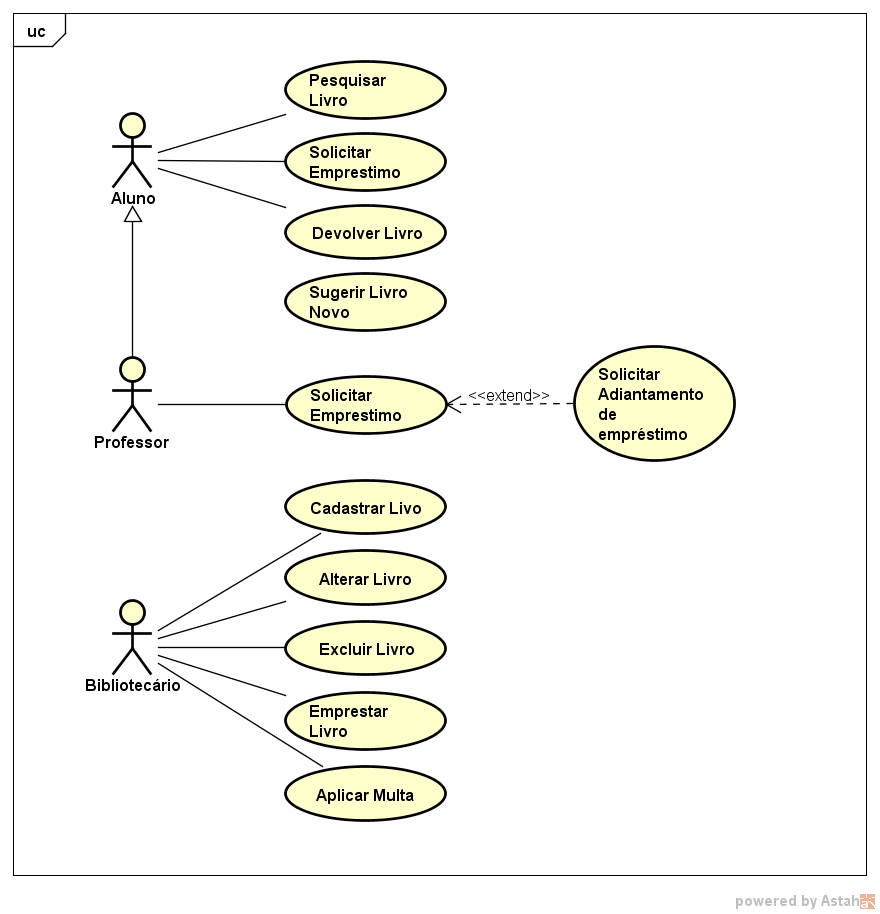 uc
Pesquisar
Livro
Solicitar
Emprestimo
Aluno
Devolver Livro
Sugerir Livro
Novo
Solicitar
Emprestimo
<<extend>>
Solicitar
Adiantamento
de
empréstimo
Professor
Cadastrar Livo
Alterar Livro
Excluir Livro
Bibliotecário
Emprestar
Livro
Aplicar Multa
powered by Astah